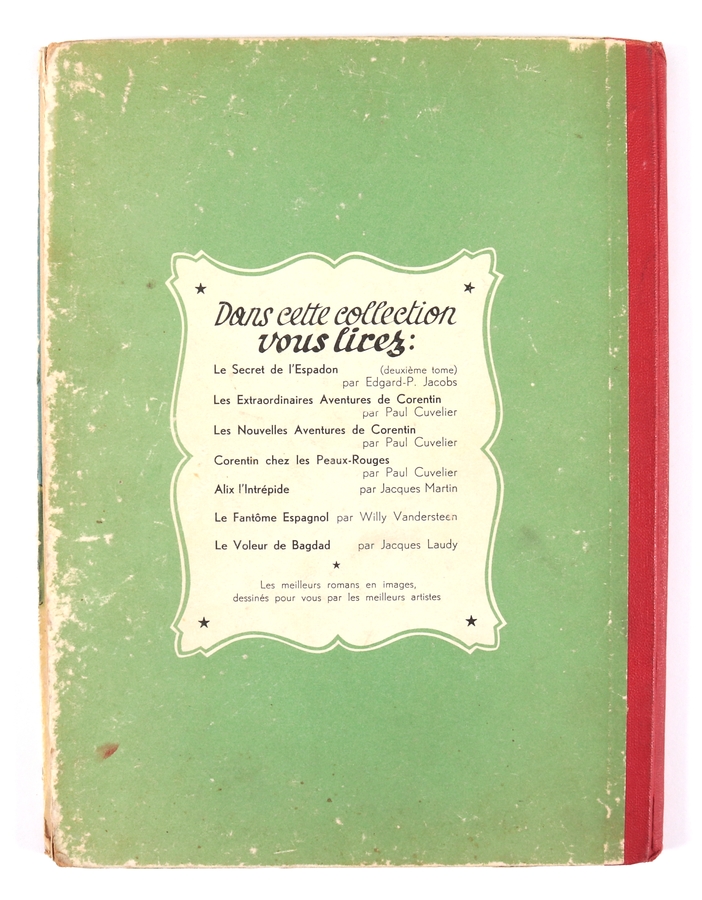 Dans cette collection
vous lirez:
Le Secret de l'Espadon (deuxième tome)
par Edgard-P. Jacobs
Les Extraordinaires Aventures de Corentin
par Paul Cuvelier
Les Nouvelles Aventures de Corentin
par Paul Cuvelier
Corentin chez les Peaux-Rouges
par Paul Cuvelier
Alix l'Intrépide par Jacques Martin
Le Fantôme Espagnol par Willy Vandersteen
Le Voleur de Bagdad par Jacques Laudy
Les meilleurs romans en images,
dessinés pour vous par les meilleurs artistes